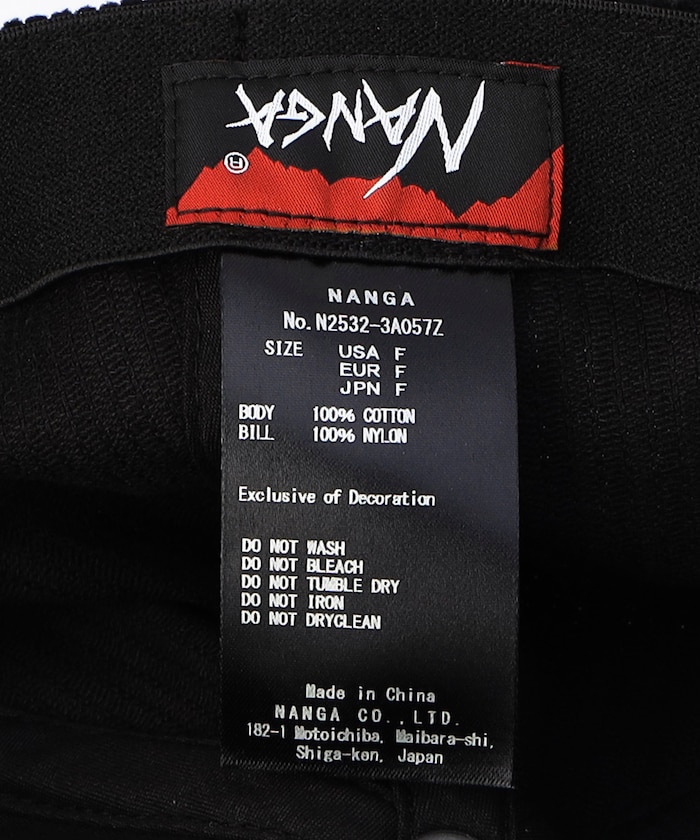 NANGA
®
NANGA
No. N2532-3A057Z
SIZE USA F
EUR F
JPN F
BODY 100% COTTON
BILL 100% NYLON
Exclusive of Decoration
DO NOT WASH
DO NOT BLEACH
DO NOT TUMBLE DRY
DO NOT IRON
DO NOT DRYCLEAN
Made in China
NANGA CO.,LTD.
182-1 Motoichiba, Maibara-shi,
Shiga-ken, Japan